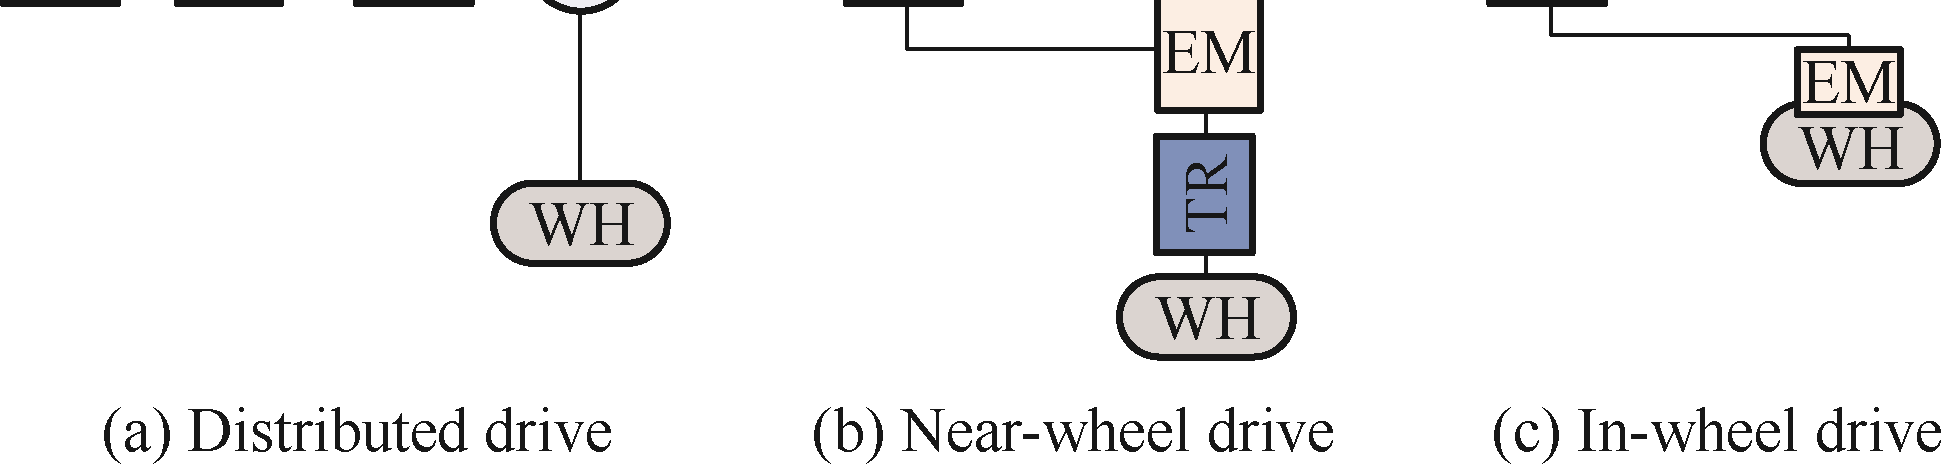 EM
EM
WH
TR
WH
WH
(a) Distributed drive
(b) Near-wheel drive
(c) In-wheel drive